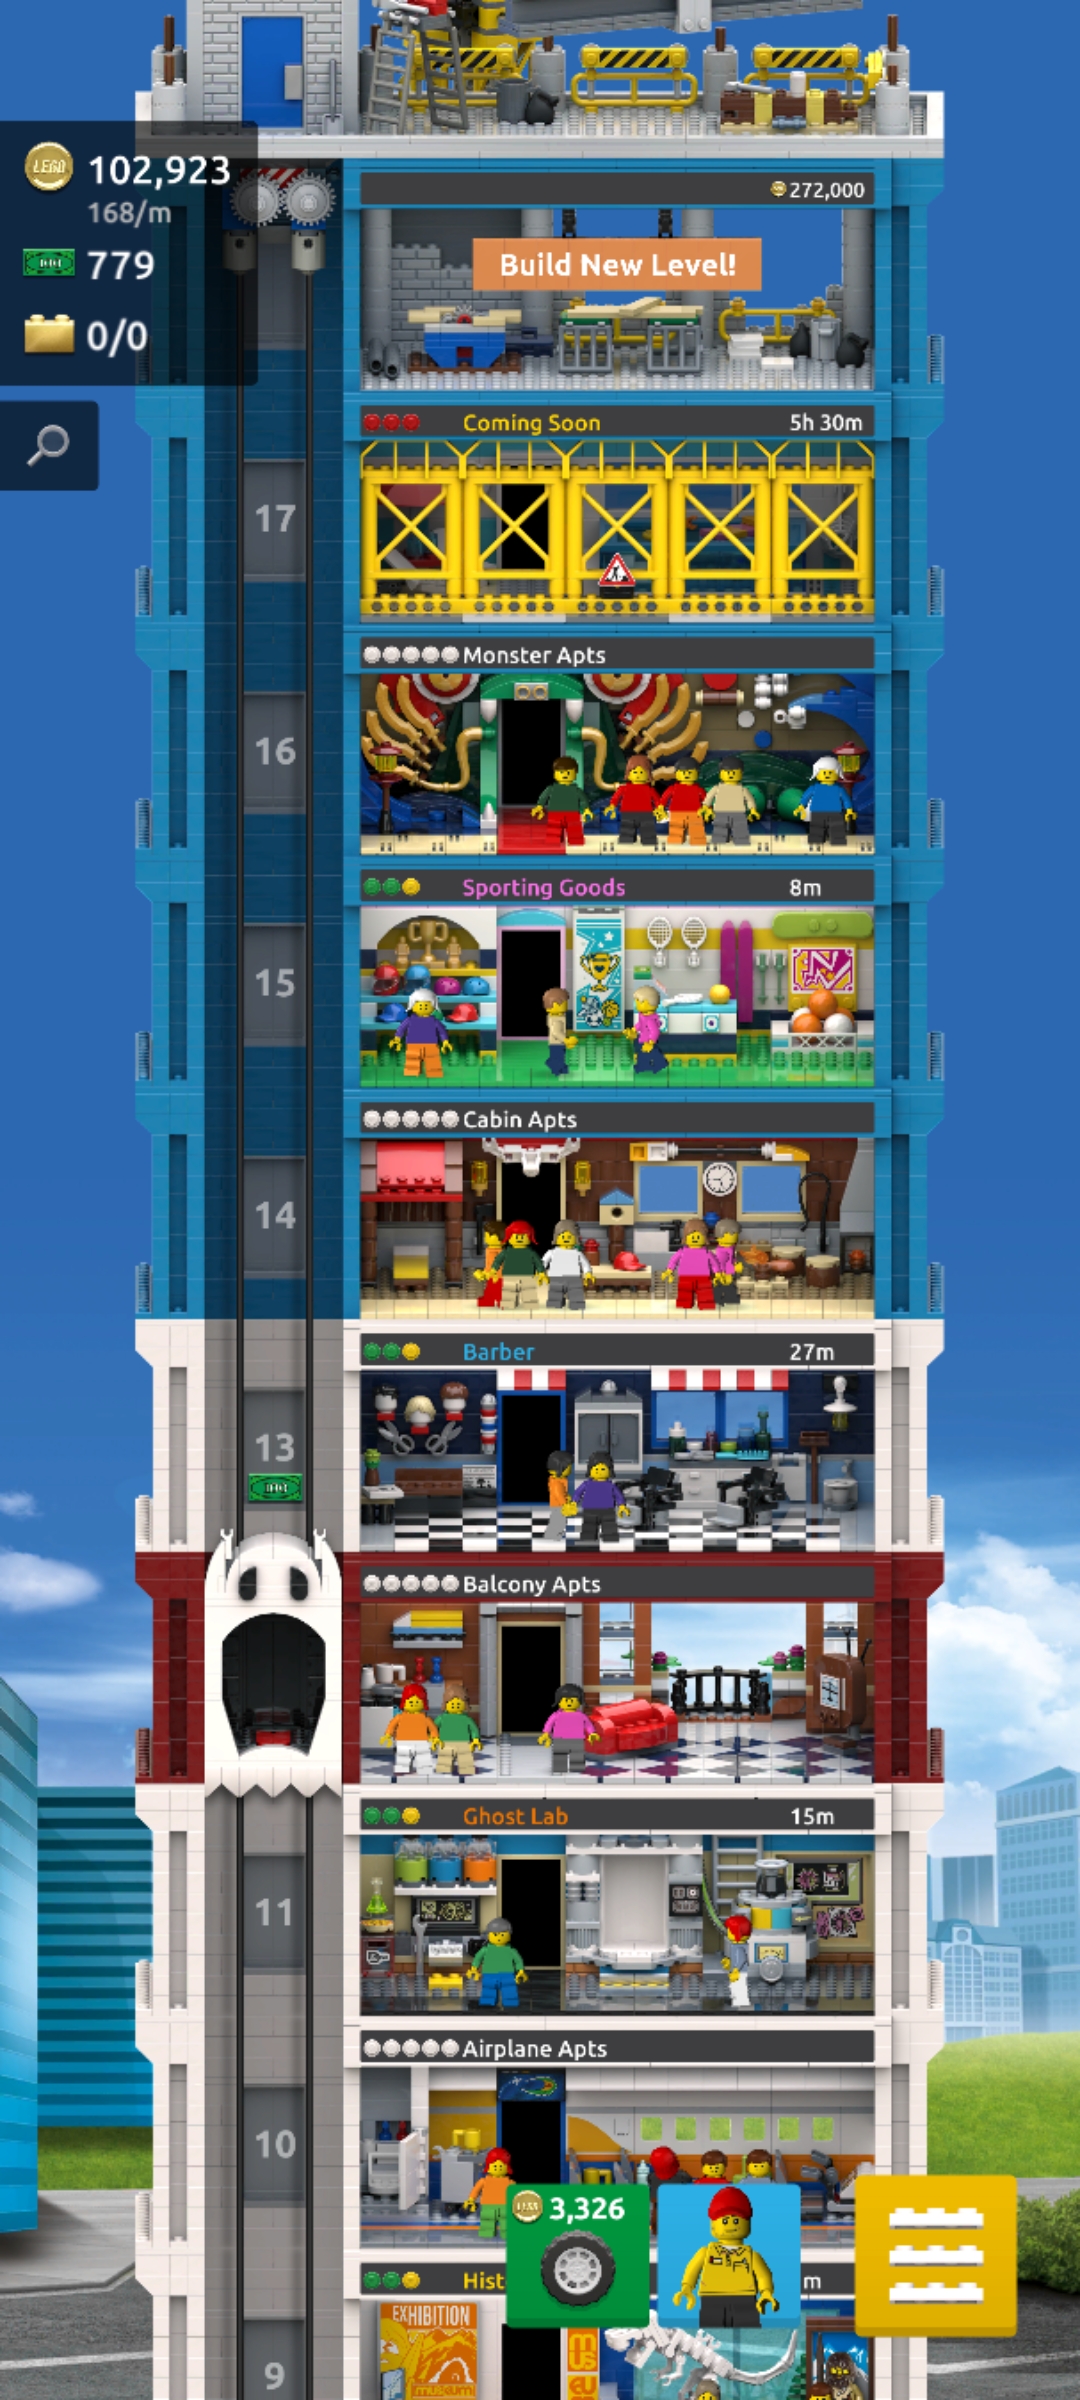 LEGO 102,923
168/m
779
0/0
272,000
Build New Level!
Coming Soon 5h 30m
17
Monster Apts
16
Sporting Goods 8m
15
Cabin Apts
14
Barber 27m
13
Balcony Apts
Ghost Lab 15m
11
Airplane Apts
10
3,326
Hist m
EXHIBITION
museum
9